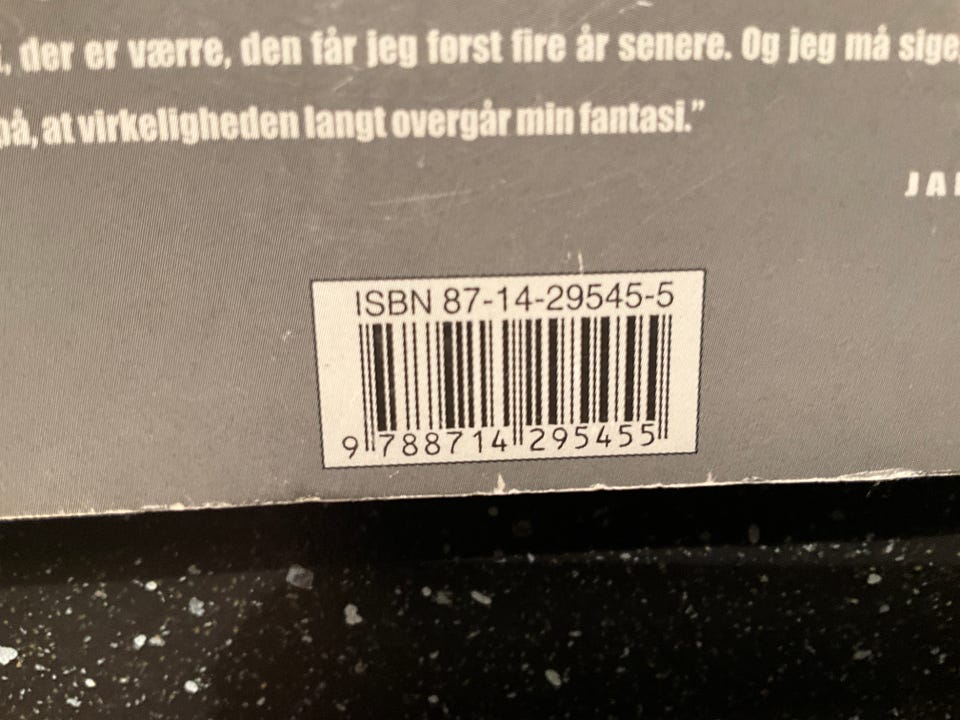 , der er værre, den får jeg først fire år senere. Og jeg må sige,
på, at virkeligheden langt overgår min fantasi.”
JA
ISBN 87-14-29545-5
9 788714 295455